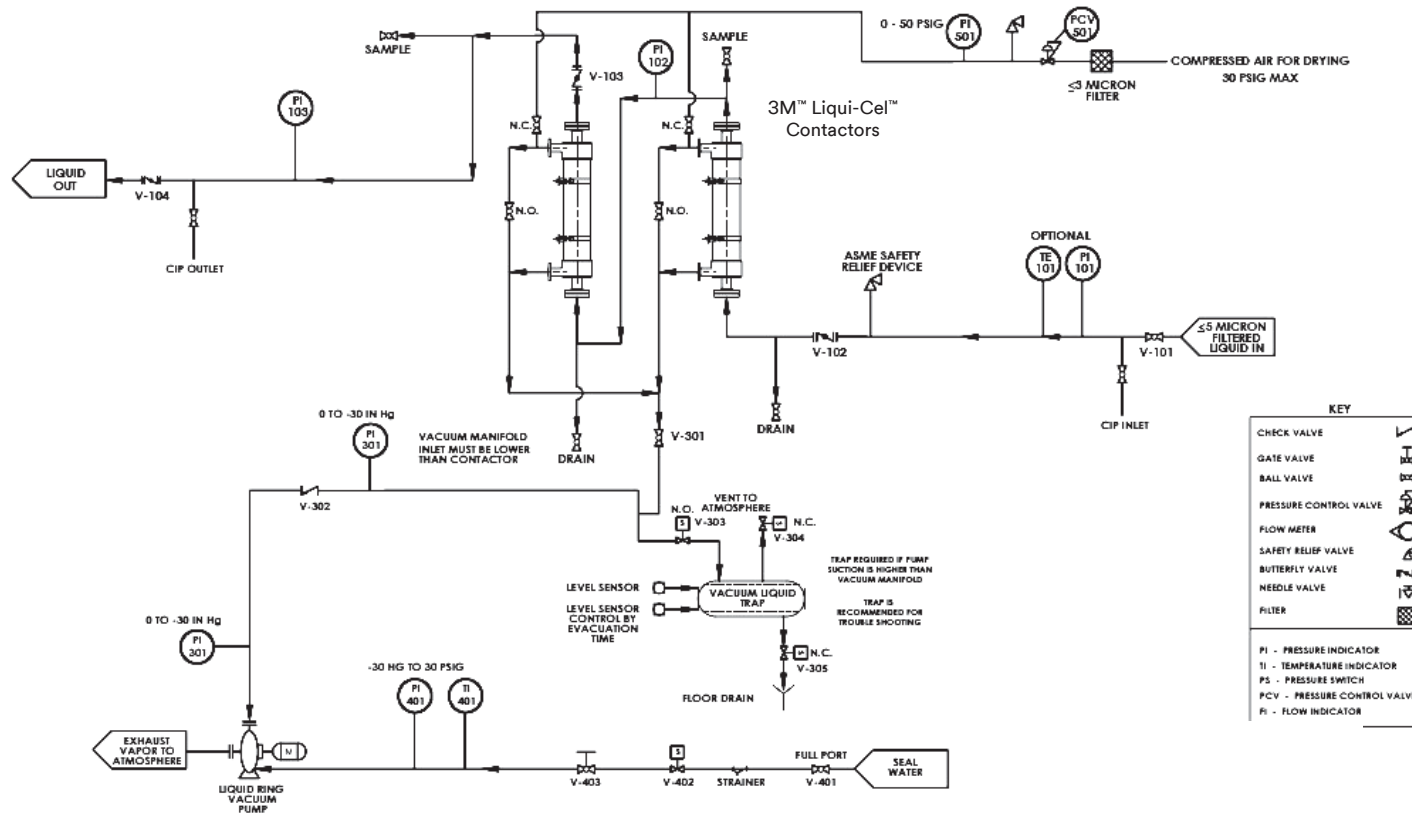 0 - 50 PSIG
PI
501
PCV
501
COMPRESSED AIR FOR DRYING
30 PSIG MAX
≤3 MICRON
FILTER
SAMPLE
V-103
PI
102
SAMPLE
3M™ Liqui-Cel™
Contactors
PI
103
N.C.
N.C.
LIQUID
OUT
V-104
CIP OUTLET
N.O.
N.O.
ASME SAFETY
RELIEF DEVICE
OPTIONAL
TE
101
PI
101
≤5 MICRON
FILTERED
LIQUID IN
V-102
V-101
DRAIN
CIP INLET
0 TO -30 IN Hg
PI
301
VACUUM MANIFOLD
INLET MUST BE LOWER
THAN CONTACTOR
DRAIN
V-301
V-302
VENT TO
ATMOSPHERE
N.O.
S
V-303
N.C.
V-304
LEVEL SENSOR
LEVEL SENSOR
CONTROL BY
EVACUATION
TIME
VACUUM LIQUID
TRAP
TRAP REQUIRED IF PUMP
SUCTION IS HIGHER THAN
VACUUM MANIFOLD
TRAP IS
RECOMMENDED FOR
TROUBLE SHOOTING
N.C.
V-305
FLOOR DRAIN
0 TO -30 IN Hg
PI
301
-30 HG TO 30 PSIG
PI
401
TI
401
EXHAUST
VAPOR TO
ATMOSPHERE
M
LIQUID RING
VACUUM
PUMP
V-403
S
V-402
STRAINER
FULL PORT
V-401
SEAL
WATER
KEY
CHECK VALVE
GATE VALVE
BALL VALVE
PRESSURE CONTROL VALVE
FLOW METER
SAFETY RELIEF VALVE
BUTTERFLY VALVE
NEEDLE VALVE
FILTER
PI - PRESSURE INDICATOR
TI - TEMPERATURE INDICATOR
PS - PRESSURE SWITCH
PCV - PRESSURE CONTROL VALV
FI - FLOW INDICATOR